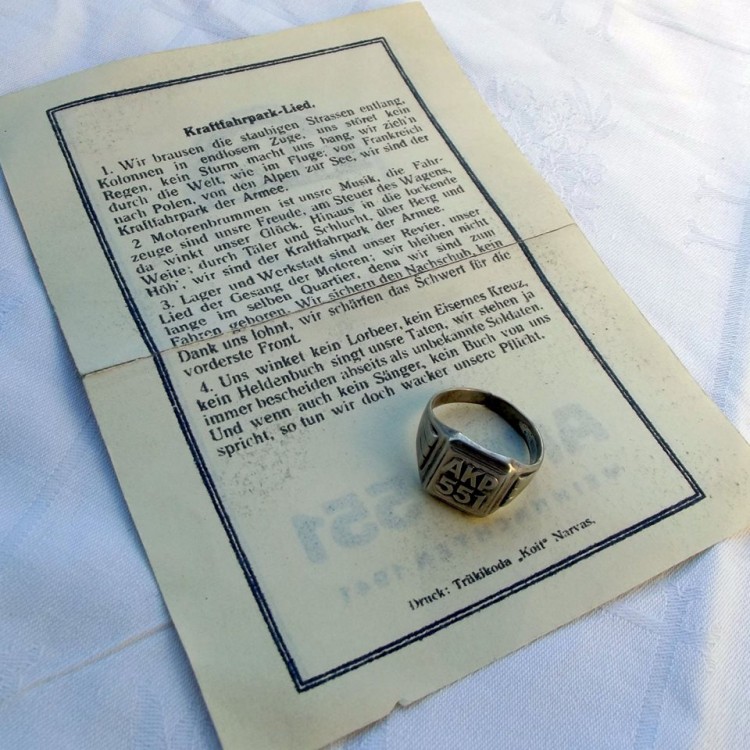 Kraftfahrpark-Lied.
1. Wir brausen die staubigen Strassen entlang,
Kolonnen in endlosem Zuge, uns störet kein
Regen, kein Sturm macht uns bang, wir zieh'n
durch die Welt, wie im Fluge; von Frankreich
nach Polen, von den Alpen zur See, wir sind der
Kraftfahrpark der Armee.
2 Motorenbrummen ist unsre Musik, die Fahr-
zeuge sind unsre Freude, am Steuer des Wagens,
da winkt unser Glück. Hinaus in die lockende
Weite; durch Täler und Schlucht, über Berg und
Höh', wir sind der Kraftfahrpark der Armee.
3. Lager und Werkstatt sind unser Revier, unser
Lied der Gesang der Motoren; wir bleiben nicht
lange im selben Quartier, denn wir sind zum
Fahren geboren. Wir sichern den Nachschub, kein
Dank uns lohnt, wir schärfen das Schwert für die
vorderste Front.
4. Uns winket kein Lorbeer, kein Eisernes Kreuz,
kein Heldenbuch singt unsre Taten, wir stehen ja
immer bescheiden abseits als unbekannte Soldaten.
Und wenn auch kein Sänger, kein Buch von uns
spricht, so tun wir doch wacker unsere Pflicht.
AKP
551
551
WEIHNACHTEN 1941
Druck: Träkikoda „Koit" Narvas.